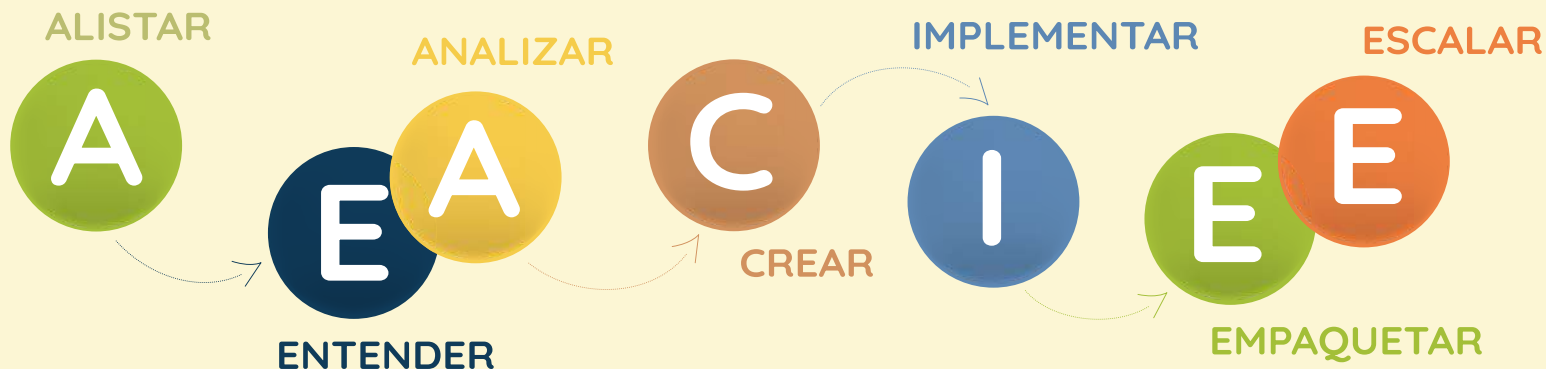 ALISTAR
A
E
ENTENDER
ANALIZAR
A
C
CREAR
IMPLEMENTAR
I
E
EMPAQUETAR
ESCALAR
E